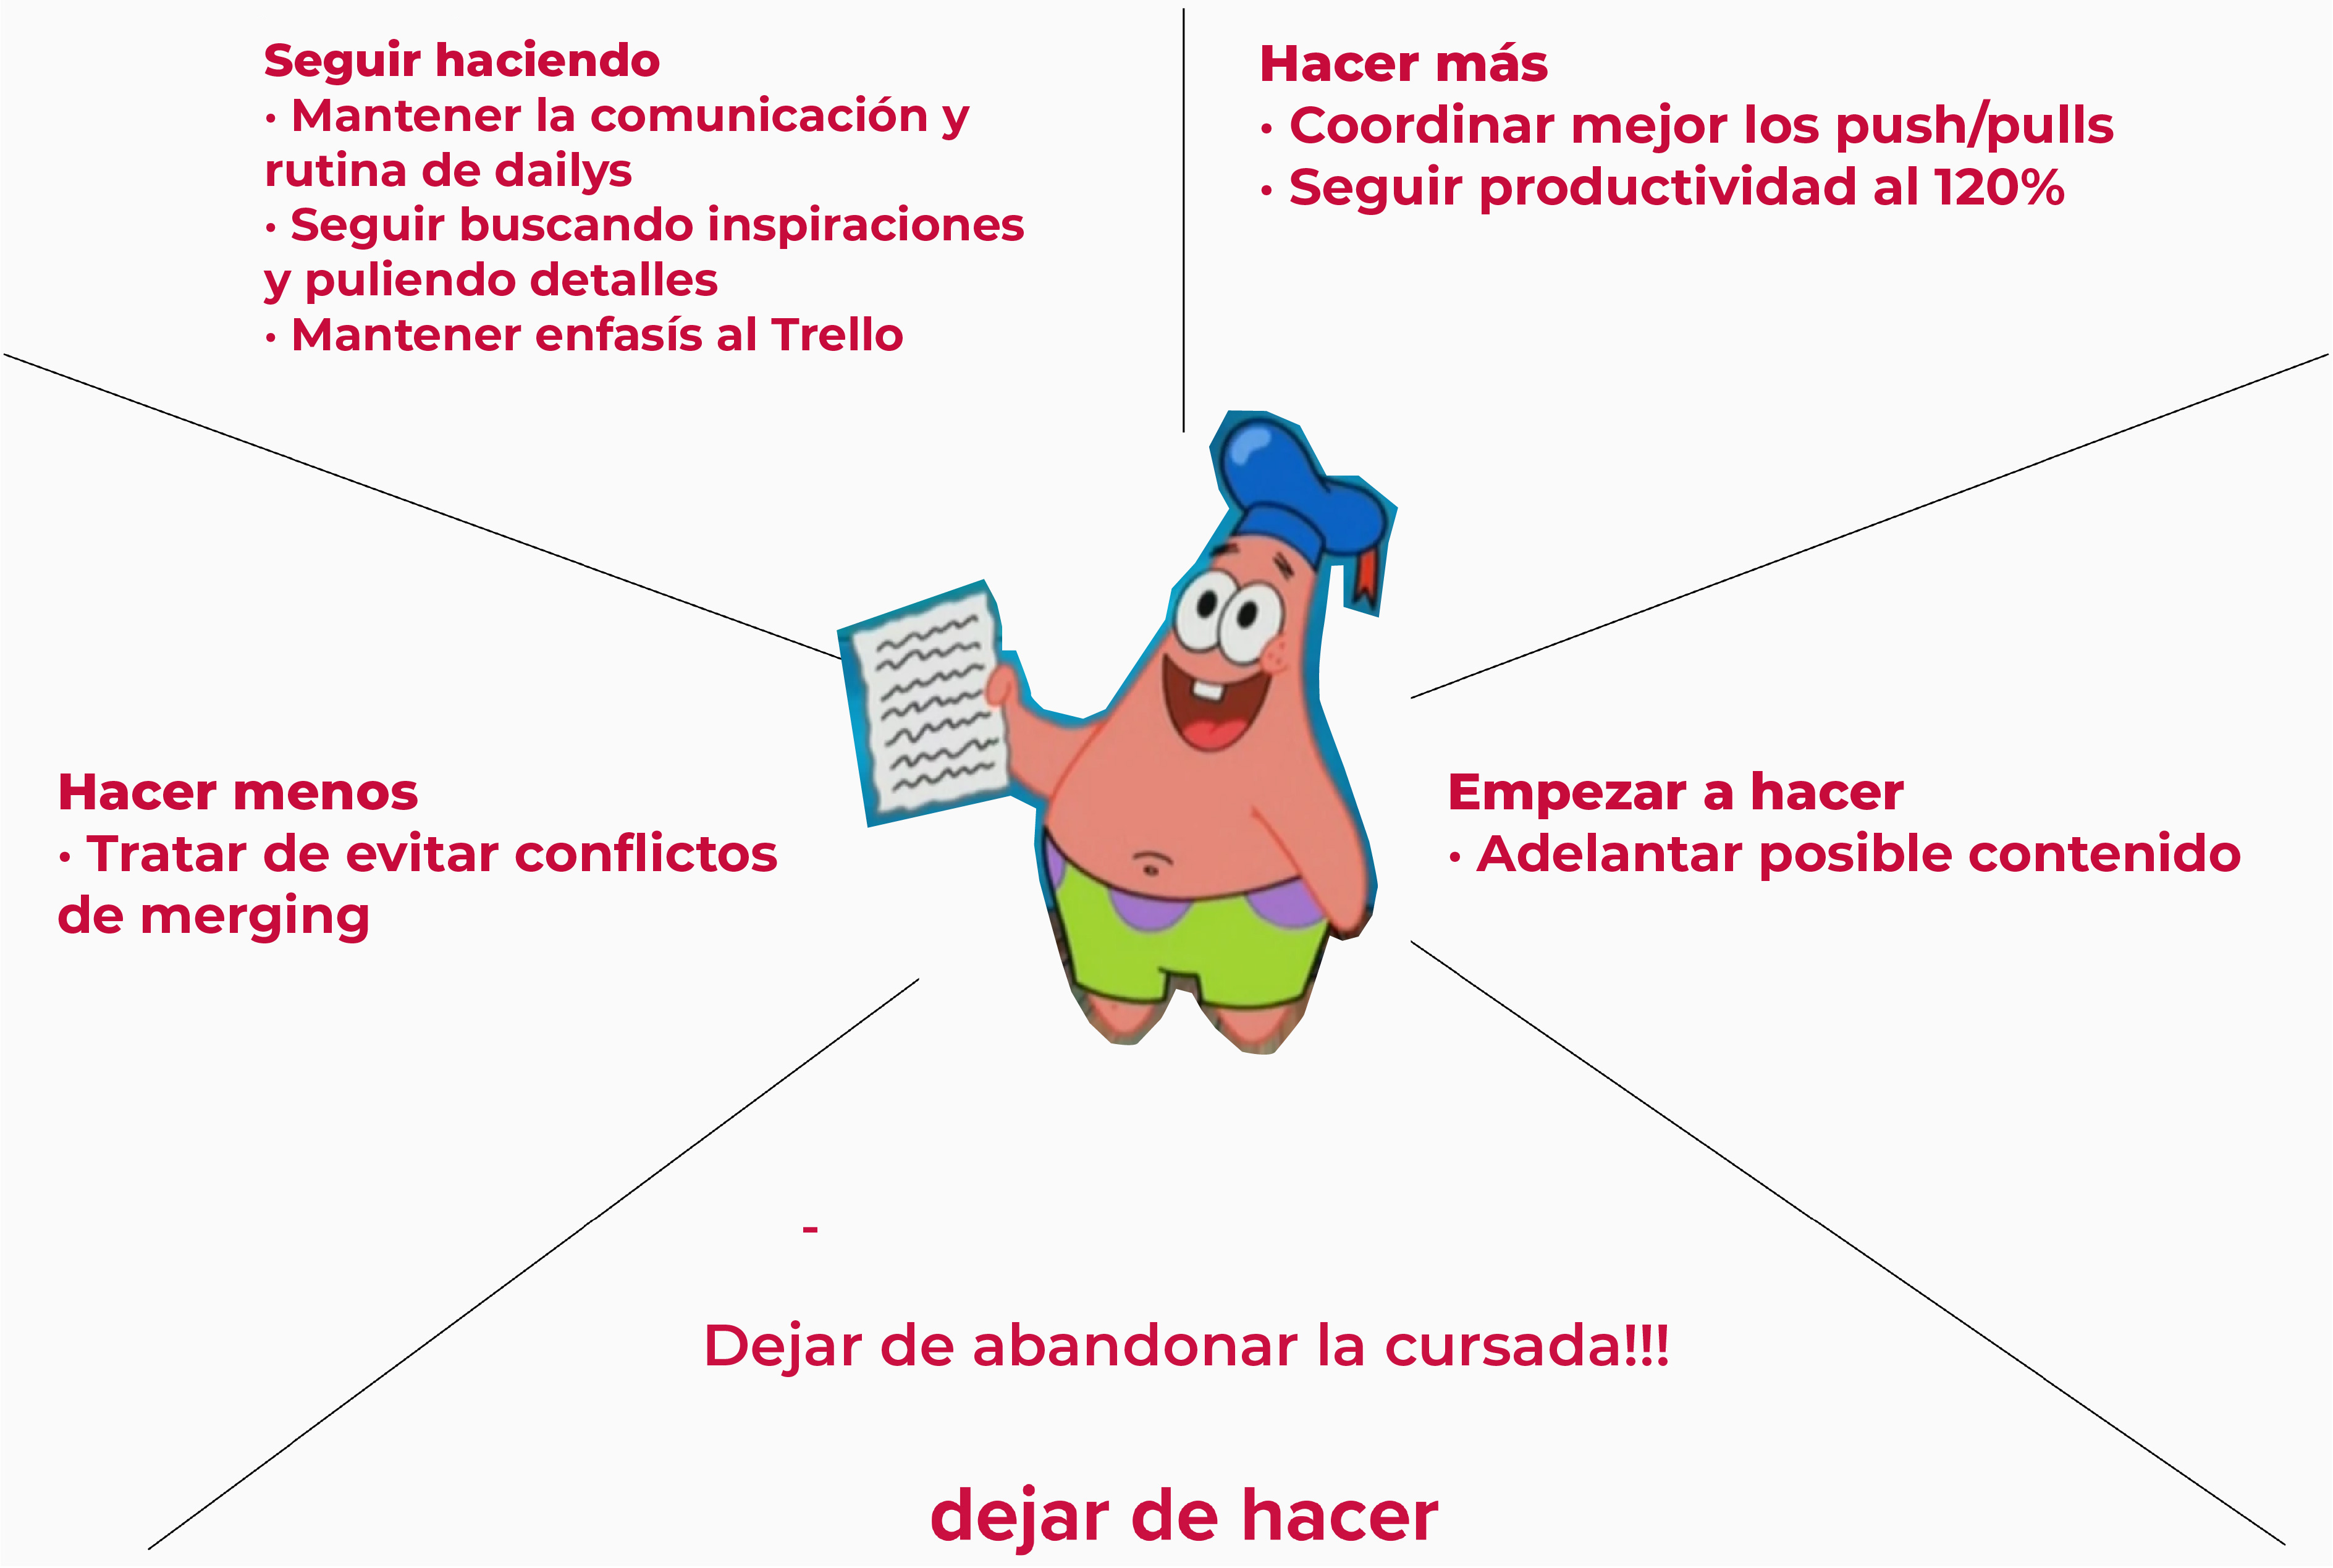 Seguir haciendo
• Mantener la comunicación y
rutina de dailys
• Seguir buscando inspiraciones
y puliendo detalles
• Mantener enfasís al Trello
Hacer más
• Coordinar mejor los push/pulls
• Seguir productividad al 120%
Hacer menos
• Tratar de evitar conflictos
de merging
Empezar a hacer
• Adelantar posible contenido
-
Dejar de abandonar la cursada!!!
dejar de hacer